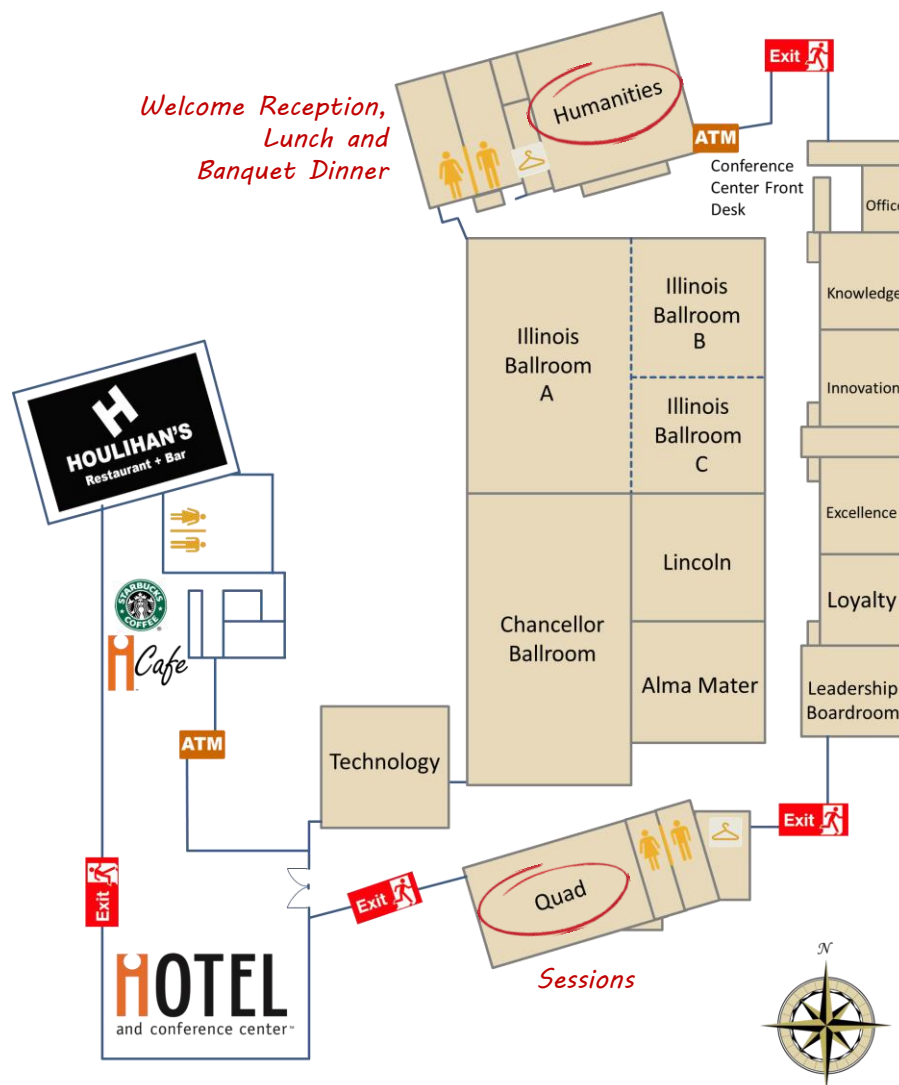 Exit
Welcome Reception,
Lunch and
Banquet Dinner
Humanities
ATM
Conference
Center Front
Desk
Office
Illinois
Ballroom
A
Illinois
Ballroom
B
Illinois
Ballroom
C
Knowledge
Innovation
Excellence
Loyalty
Leadership
Boardroom
H
HOULIHAN'S
Restaurant + Bar
STARBUCKS
COFFEE
i Cafe
ATM
Chancellor
Ballroom
Lincoln
Alma Mater
Technology
Exit
Exit
Exit
Quad
Sessions
iHOTEL
and conference center
N